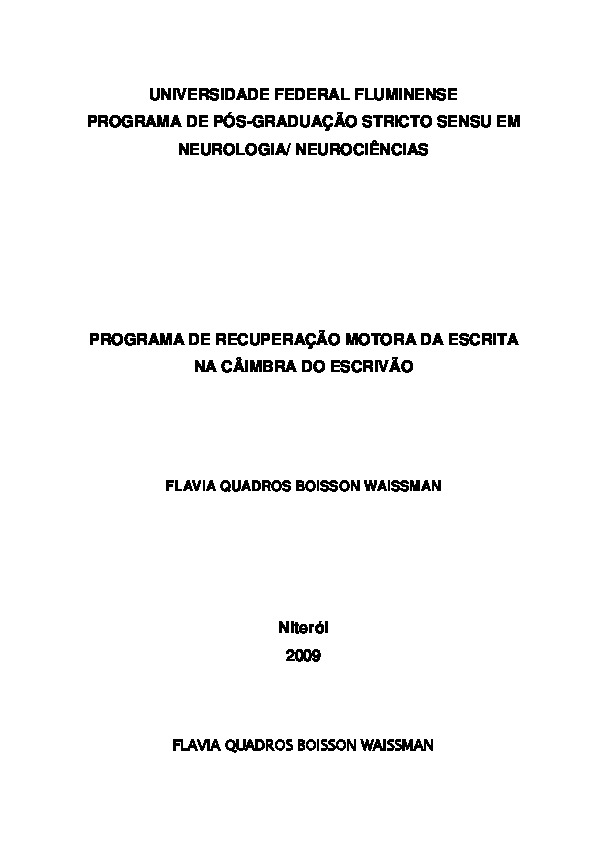 UNIVERSIDADE FEDERAL FLUMINENSE
PROGRAMA DE PÓS-GRADUAÇÃO STRICTO SENSU EM
NEUROLOGIA/ NEUROCIÊNCIAS
PROGRAMA DE RECUPERAÇÃO MOTORA DA ESCRITA
NA CÂIMBRA DO ESCRIVÃO
FLAVIA QUADROS BOISSON WAISSMAN
Niterói
2009
FLAVIA QUADROS BOISSON WAISSMAN